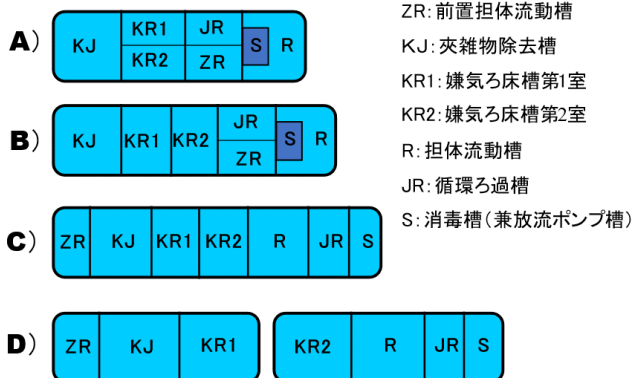 A) KJ KR1 JR S R
KR2 ZR
B) KJ KR1 KR2 JR S R
ZR
C) ZR KJ KR1 KR2 R JR S
D) ZR KJ KR1 KR2 R JR S
ZR:前置担体流動槽
KJ:夾雑物除去槽
KR1:嫌気ろ床槽第1室
KR2:嫌気ろ床槽第2室
R:担体流動槽
JR:循環ろ過槽
S:消毒槽(兼放流ポンプ槽)